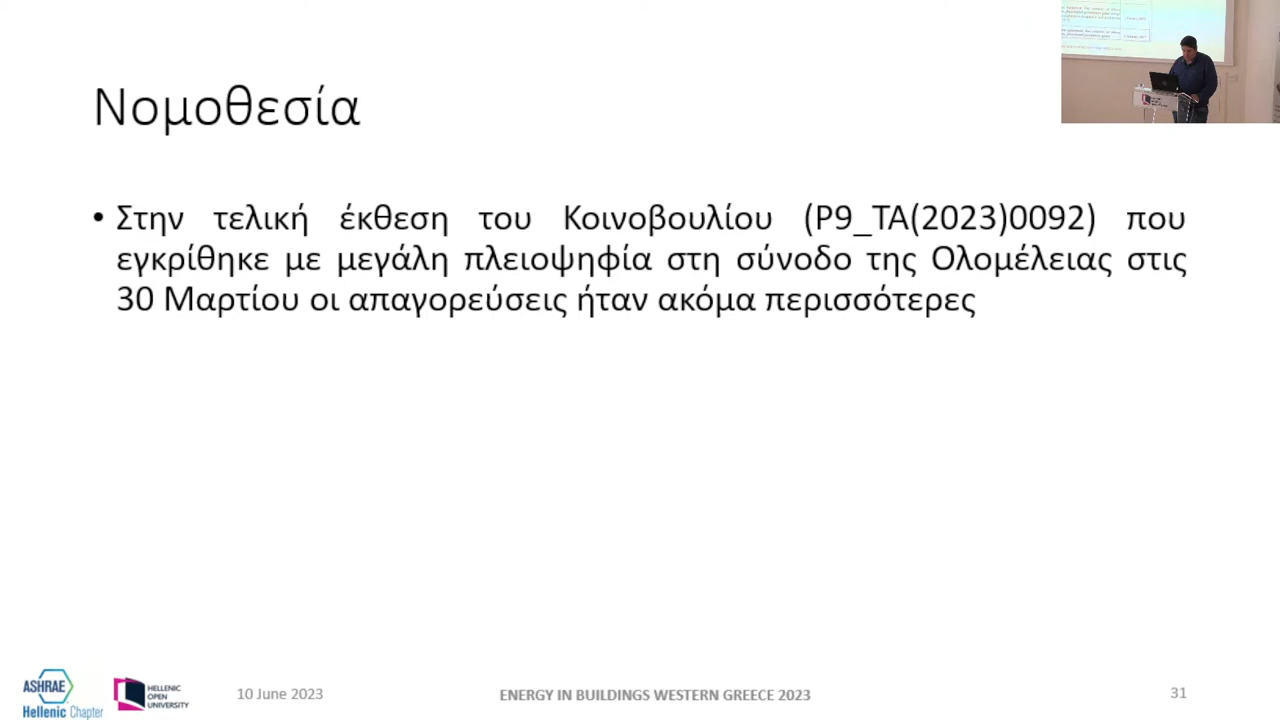 Νομοθεσία
• Στην τελική έκθεση του Κοινοβουλίου (P9_TA(2023)0092) που
εγκρίθηκε με μεγάλη πλειοψηφία στη σύνοδο της Ολομέλειας στις
30 Μαρτίου οι απαγορεύσεις ήταν ακόμα περισσότερες
ASHRAE
Hellenic Chapter
HELLENIC
OPEN
UNIVERSITY
10 June 2023
ENERGY IN BUILDINGS WESTERN GREECE 2023
31